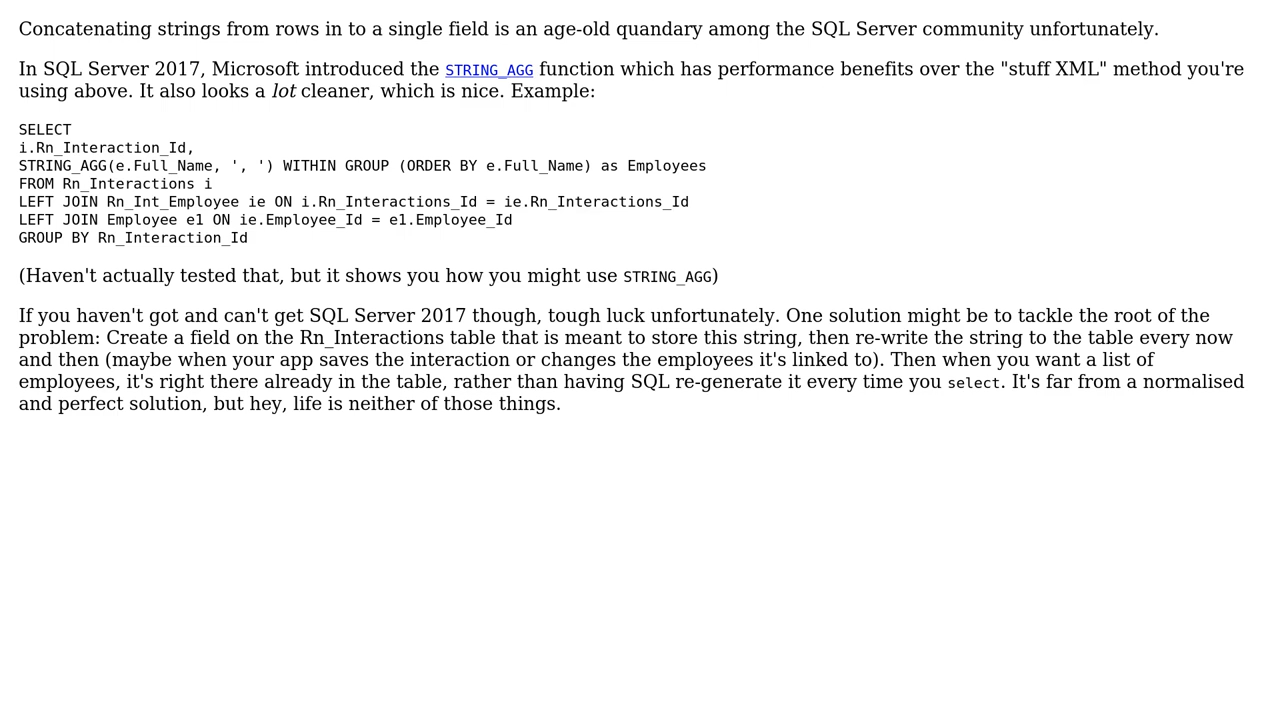 Concatenating strings from rows in to a single field is an age-old quandary among the SQL Server community unfortunately.
In SQL Server 2017, Microsoft introduced the STRING_AGG function which has performance benefits over the "stuff XML" method you're
using above. It also looks a lot cleaner, which is nice. Example:
SELECT
i.Rn_Interaction_Id,
STRING_AGG(e.Full_Name, ', ') WITHIN GROUP (ORDER BY e.Full_Name) as Employees
FROM Rn_Interactions i
LEFT JOIN Rn_Int_Employee ie ON i.Rn_Interactions_Id = ie.Rn_Interactions_Id
LEFT JOIN Employee e1 ON ie.Employee_Id = e1.Employee_Id
GROUP BY Rn_Interaction_Id
(Haven't actually tested that, but it shows you how you might use STRING_AGG)
If you haven't got and can't get SQL Server 2017 though, tough luck unfortunately. One solution might be to tackle the root of the
problem: Create a field on the Rn_Interactions table that is meant to store this string, then re-write the string to the table every now
and then (maybe when your app saves the interaction or changes the employees it's linked to). Then when you want a list of
employees, it's right there already in the table, rather than having SQL re-generate it every time you select. It's far from a normalised
and perfect solution, but hey, life is neither of those things.